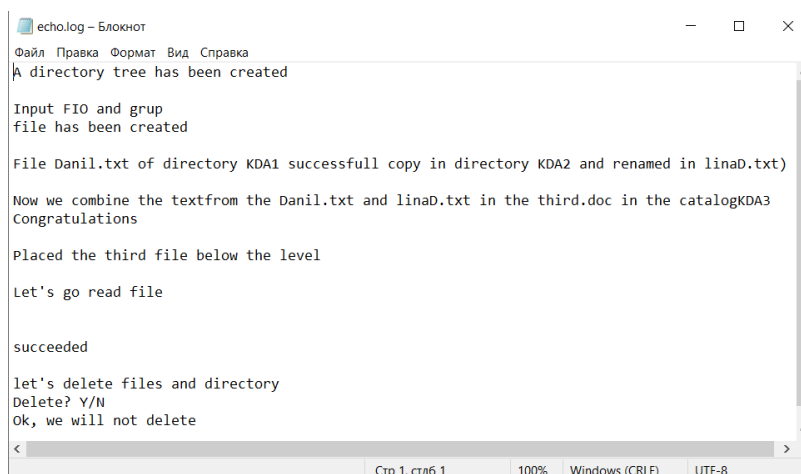 echo.log – Блокнот
Файл Правка Формат Вид Справка
A directory tree has been created
Input FIO and grup
file has been created
File Danil.txt of directory KDA1 successfull copy in directory KDA2 and renamed in linaD.txt)
Now we combine the textfrom the Danil.txt and linaD.txt in the third.doc in the catalogKDA3
Congratulations
Placed the third file below the level
Let's go read file
succeeded
let's delete files and directory
Delete? Y/N
Ok, we will not delete
Стр 1, стлб 1 100% Windows (CRLF) UTF-8